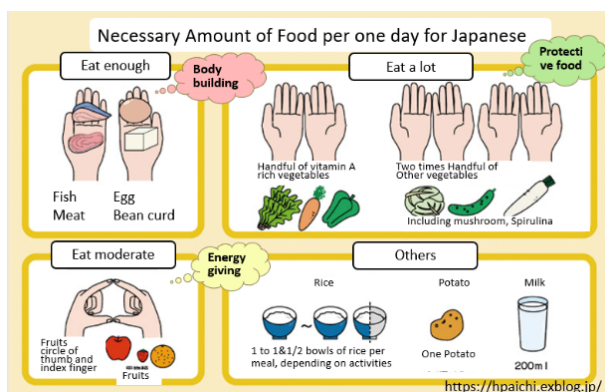 Necessary Amount of Food per one day for Japanese
Eat enough
Body
building
Fish
Meat
Egg
Bean curd
Eat a lot
Protecti
ve food
Handful of vitamin A
rich vegetables
Two times Handful of
Other vegetables
Including mushroom, Spirulina
Eat moderate
Energy
giving
Fruits
circle of
thumb and
index finger
Fruits
Others
Rice
~
1 to 1&1/2 bowls of rice per
meal, depending on activities
Potato
One Potato
Milk
200ml
https://hpaichi.exblog.jp/